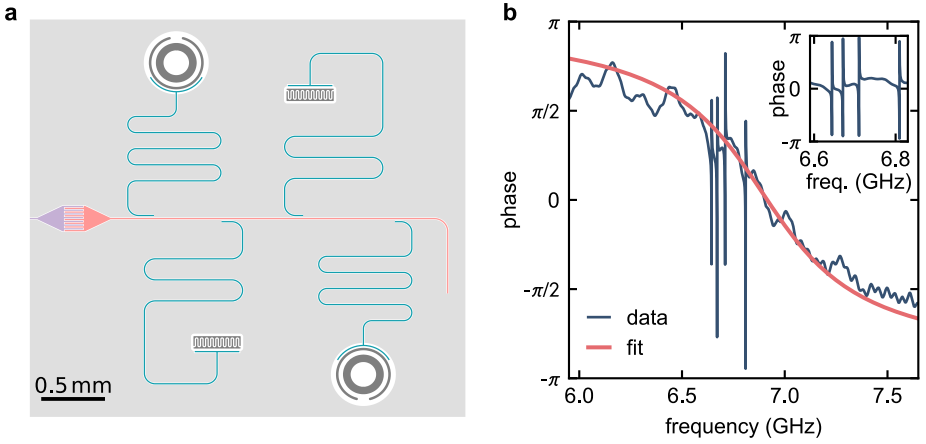 a
0.5 mm
b
phase
π
π/2
0
-π/2
-π
6.0 6.5 7.0 7.5
frequency (GHz)
data
fit
phase
π
0
-π
6.6 6.8
freq. (GHz)